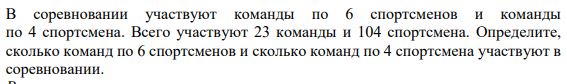 В соревновании участвуют команды по 6 спортсменов и команды
по 4 спортсмена. Всего участвуют 23 команды и 104 спортсмена. Определите,
сколько команд по 6 спортсменов и сколько команд по 4 спортсмена участвуют в
соревновании.